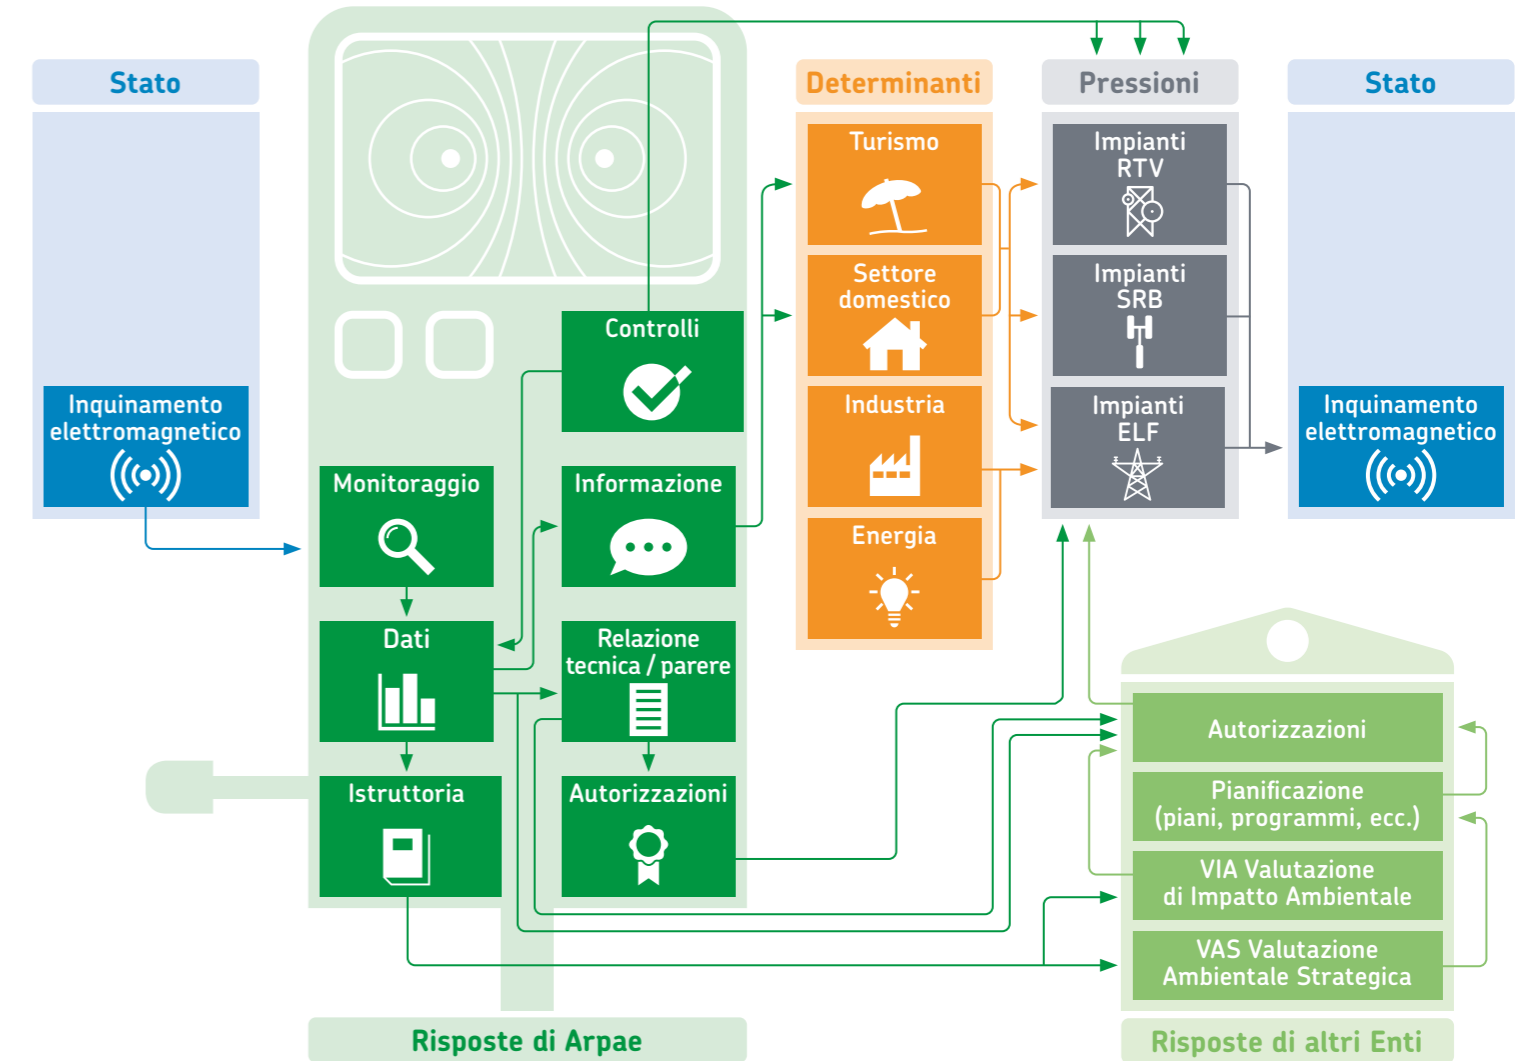 Stato
Inquinamento
elettromagnetico
Controlli
Monitoraggio
Informazione
Dati
Relazione
tecnica / parere
Istruttoria
Autorizzazioni
Risposte di Arpae
Determinanti
Turismo
Settore
domestico
Industria
Energia
Pressioni
Impianti
RTV
Impianti
SRB
Impianti
ELF
Stato
Inquinamento
elettromagnetico
Autorizzazioni
Pianificazione
(piani, programmi, ecc.)
VIA Valutazione
di Impatto Ambientale
VAS Valutazione
Ambientale Strategica
Risposte di altri Enti